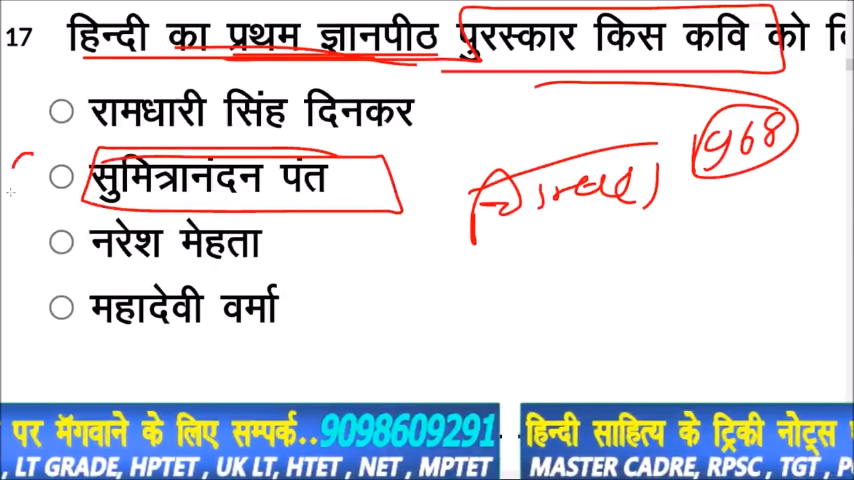 17 हिन्दी का प्रथम ज्ञानपीठ पुरस्कार किस कवि को
रामधारी सिंह दिनकर
1968
सुमित्रानंदन पंत
नरेश मेहता
महादेवी वर्मा
पर मॅगवाने के लिए सम्पर्क..9098609291
हिन्दी साहित्य के ट्रिकी नोट्स
, LT GRADE, HPTET , UK LT, HTET , NET , MPTET
MASTER CADRE, RPSC , TGT ,